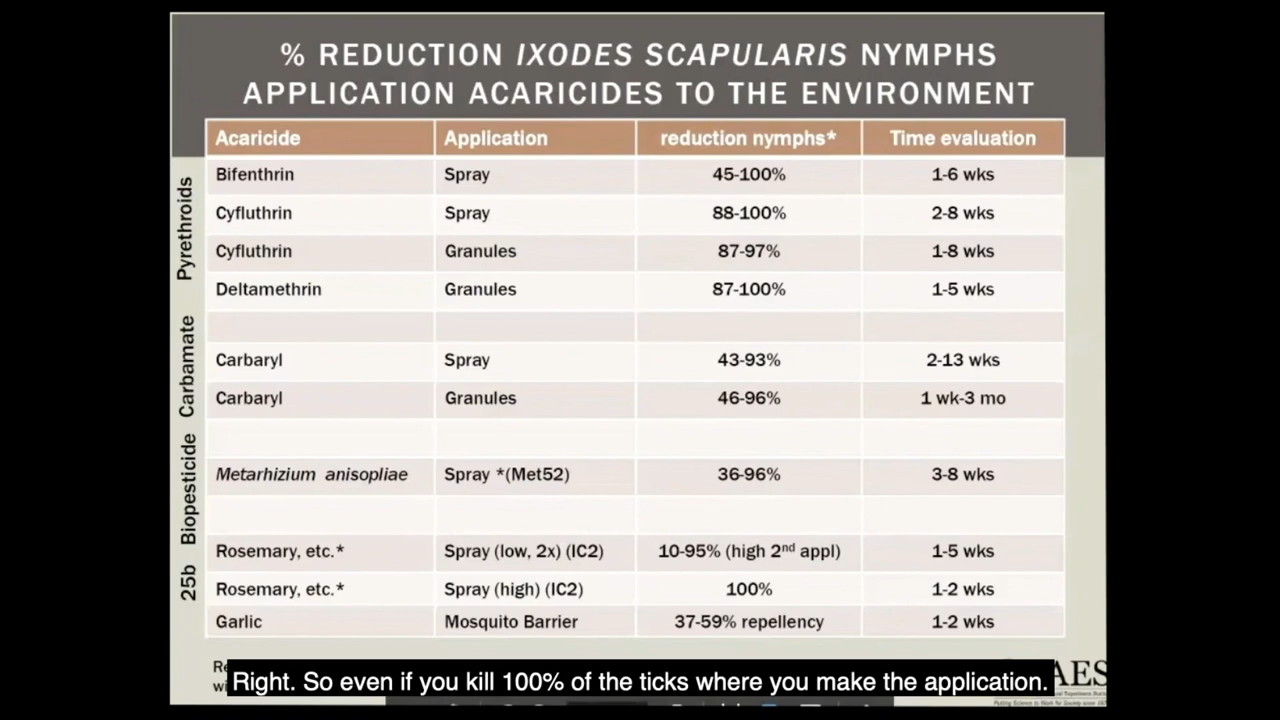 % REDUCTION IXODES SCAPULARIS NYMPHS
APPLICATION ACARICIDES TO THE ENVIRONMENT
Acaricide Application reduction nymphs* Time evaluation
Pyrethroids
Bifenthrin Spray 45-100% 1-6 wks
Cyfluthrin Spray 88-100% 2-8 wks
Cyfluthrin Granules 87-97% 1-8 wks
Deltamethrin Granules 87-100% 1-5 wks
Carbamate
Carbaryl Spray 43-93% 2-13 wks
Carbaryl Granules 46-96% 1 wk-3 mo
Biopesticide
Metarhizium anisopliae Spray *(Met52) 36-96% 3-8 wks
25b
Rosemary, etc.* Spray (low, 2x) (IC2) 10-95% (high 2nd appl) 1-5 wks
Rosemary, etc.* Spray (high) (IC2) 100% 1-2 wks
Garlic Mosquito Barrier 37-59% repellency 1-2 wks
Right. So even if you kill 100% of the ticks where you make the application.